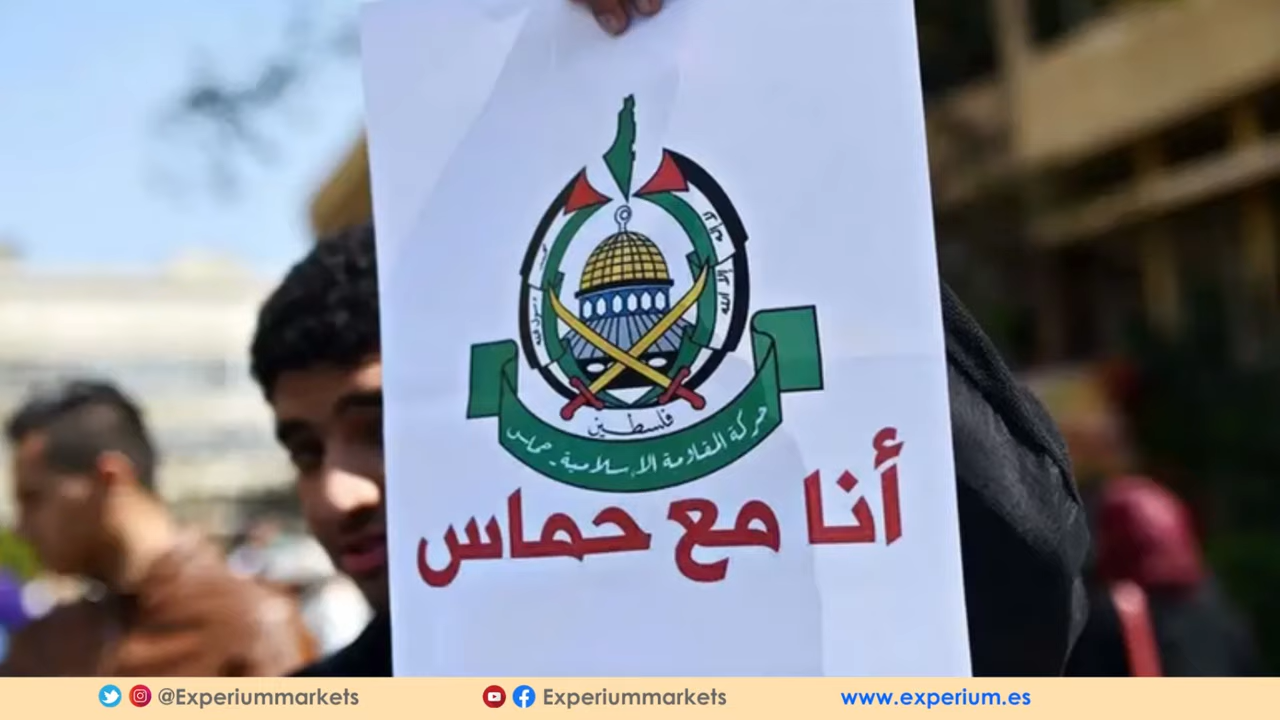 فلسطين
حركة المقاومة الإسلامية - حماس
أنا مع حماس
@Experiummarkets
Experiummarkets
www.experium.es